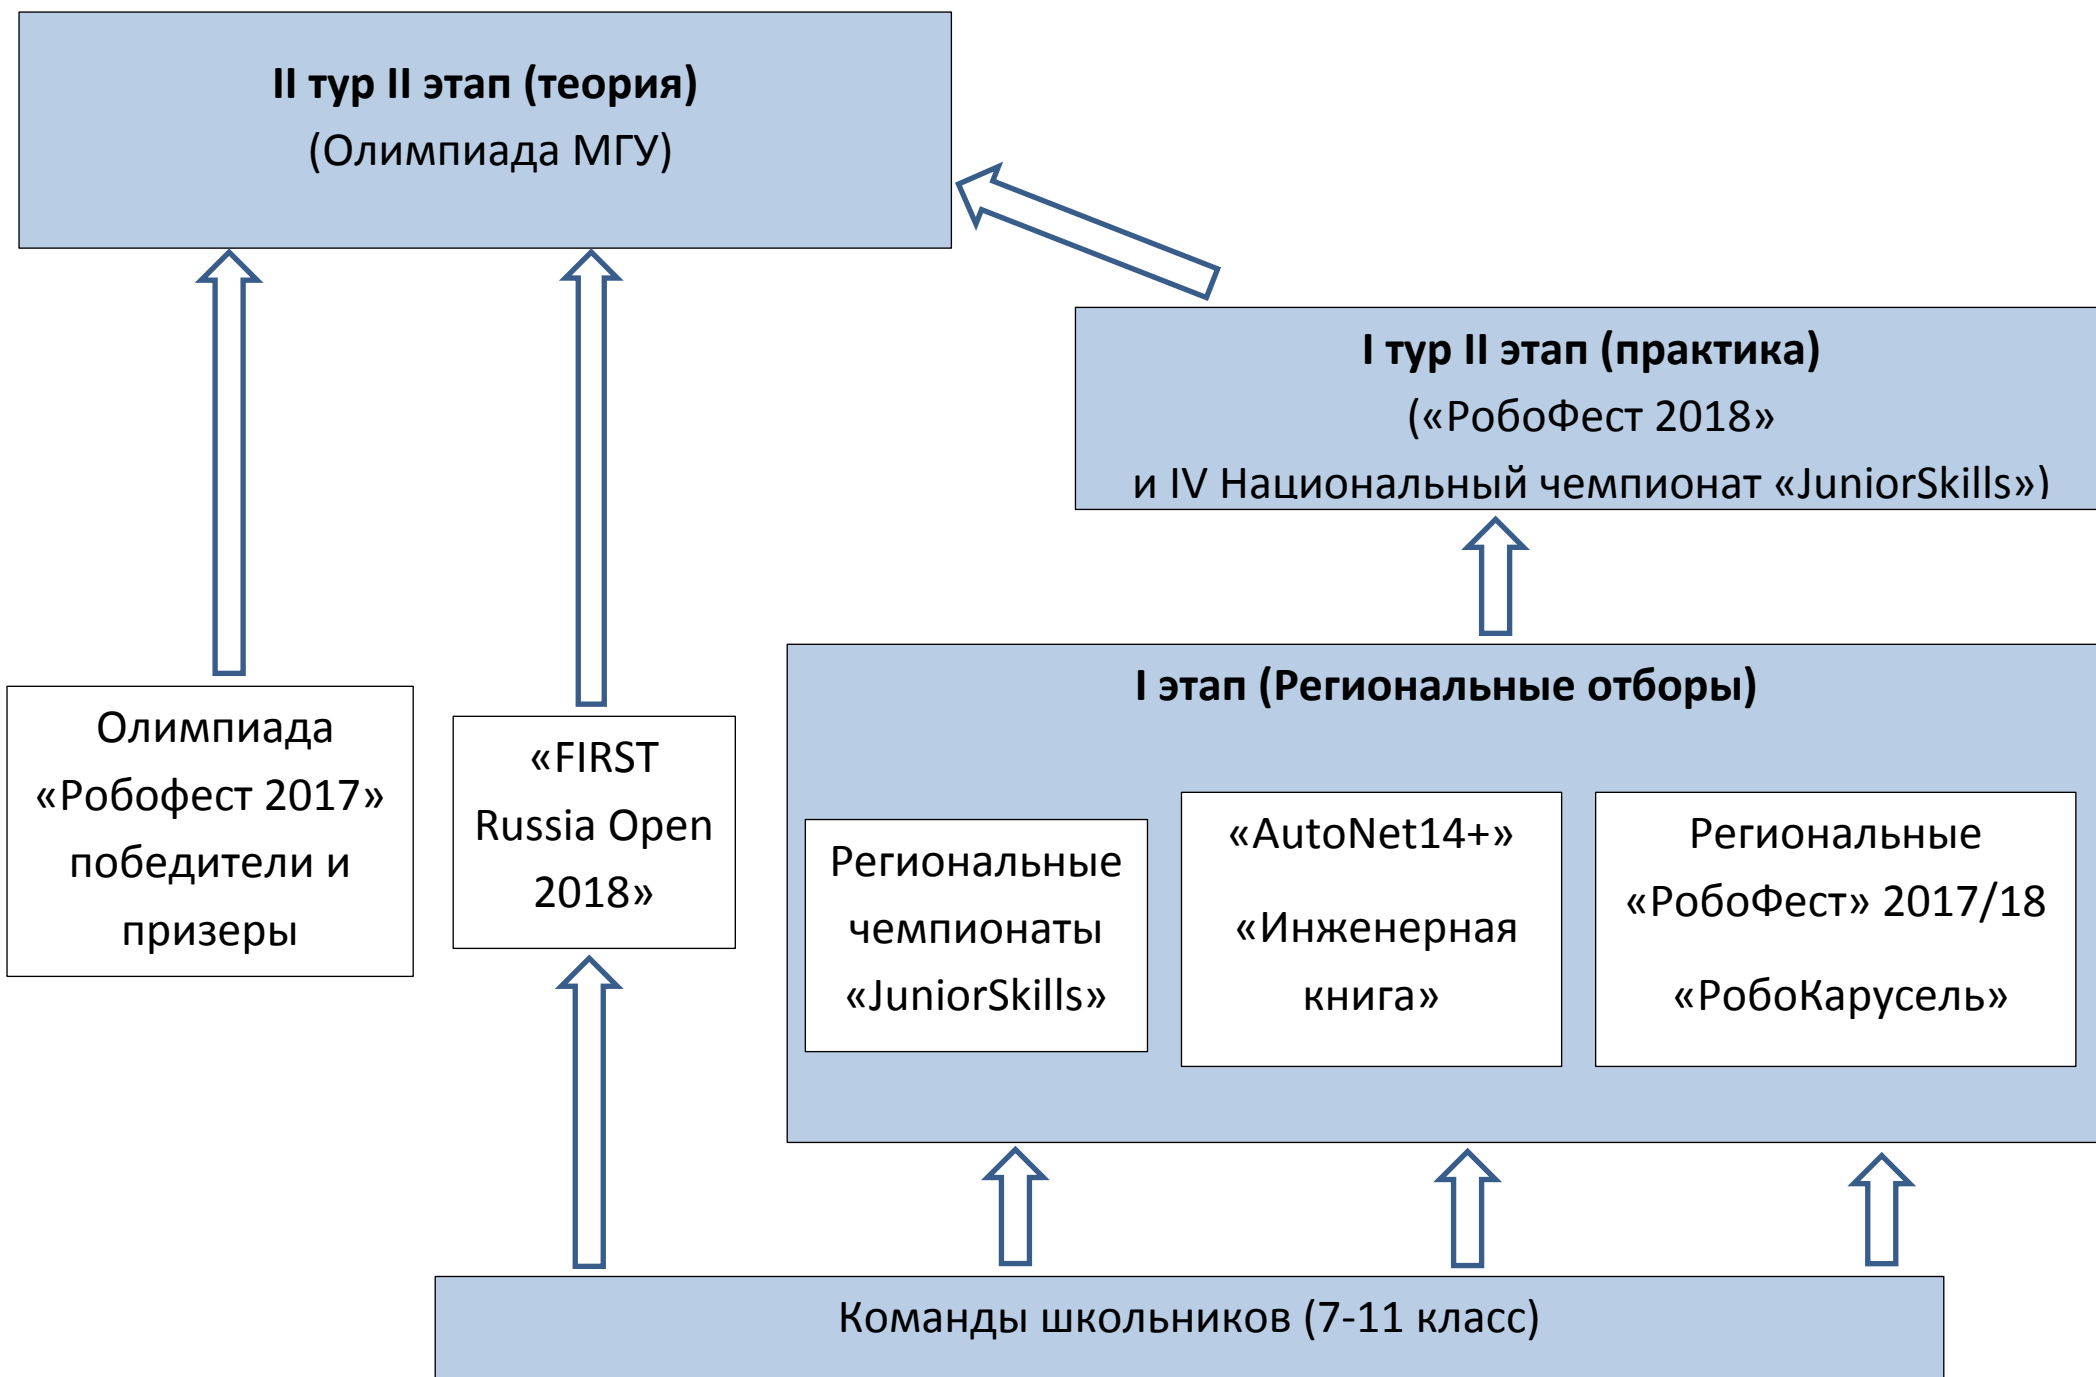 II тур II этап (теория)
(Олимпиада МГУ)
I тур II этап (практика)
(«РобоФест 2018»
и IV Национальный чемпионат «JuniorSkills»)
Олимпиада
«Робофест 2017»
победители и
призеры
«FIRST
Russia Open
2018»
I этап (Региональные отборы)
Региональные
чемпионаты
«JuniorSkills»
«AutoNet14+»
«Инженерная
книга»
Региональные
«РобоФест» 2017/18
«РобоКарусель»
Команды школьников (7-11 класс)